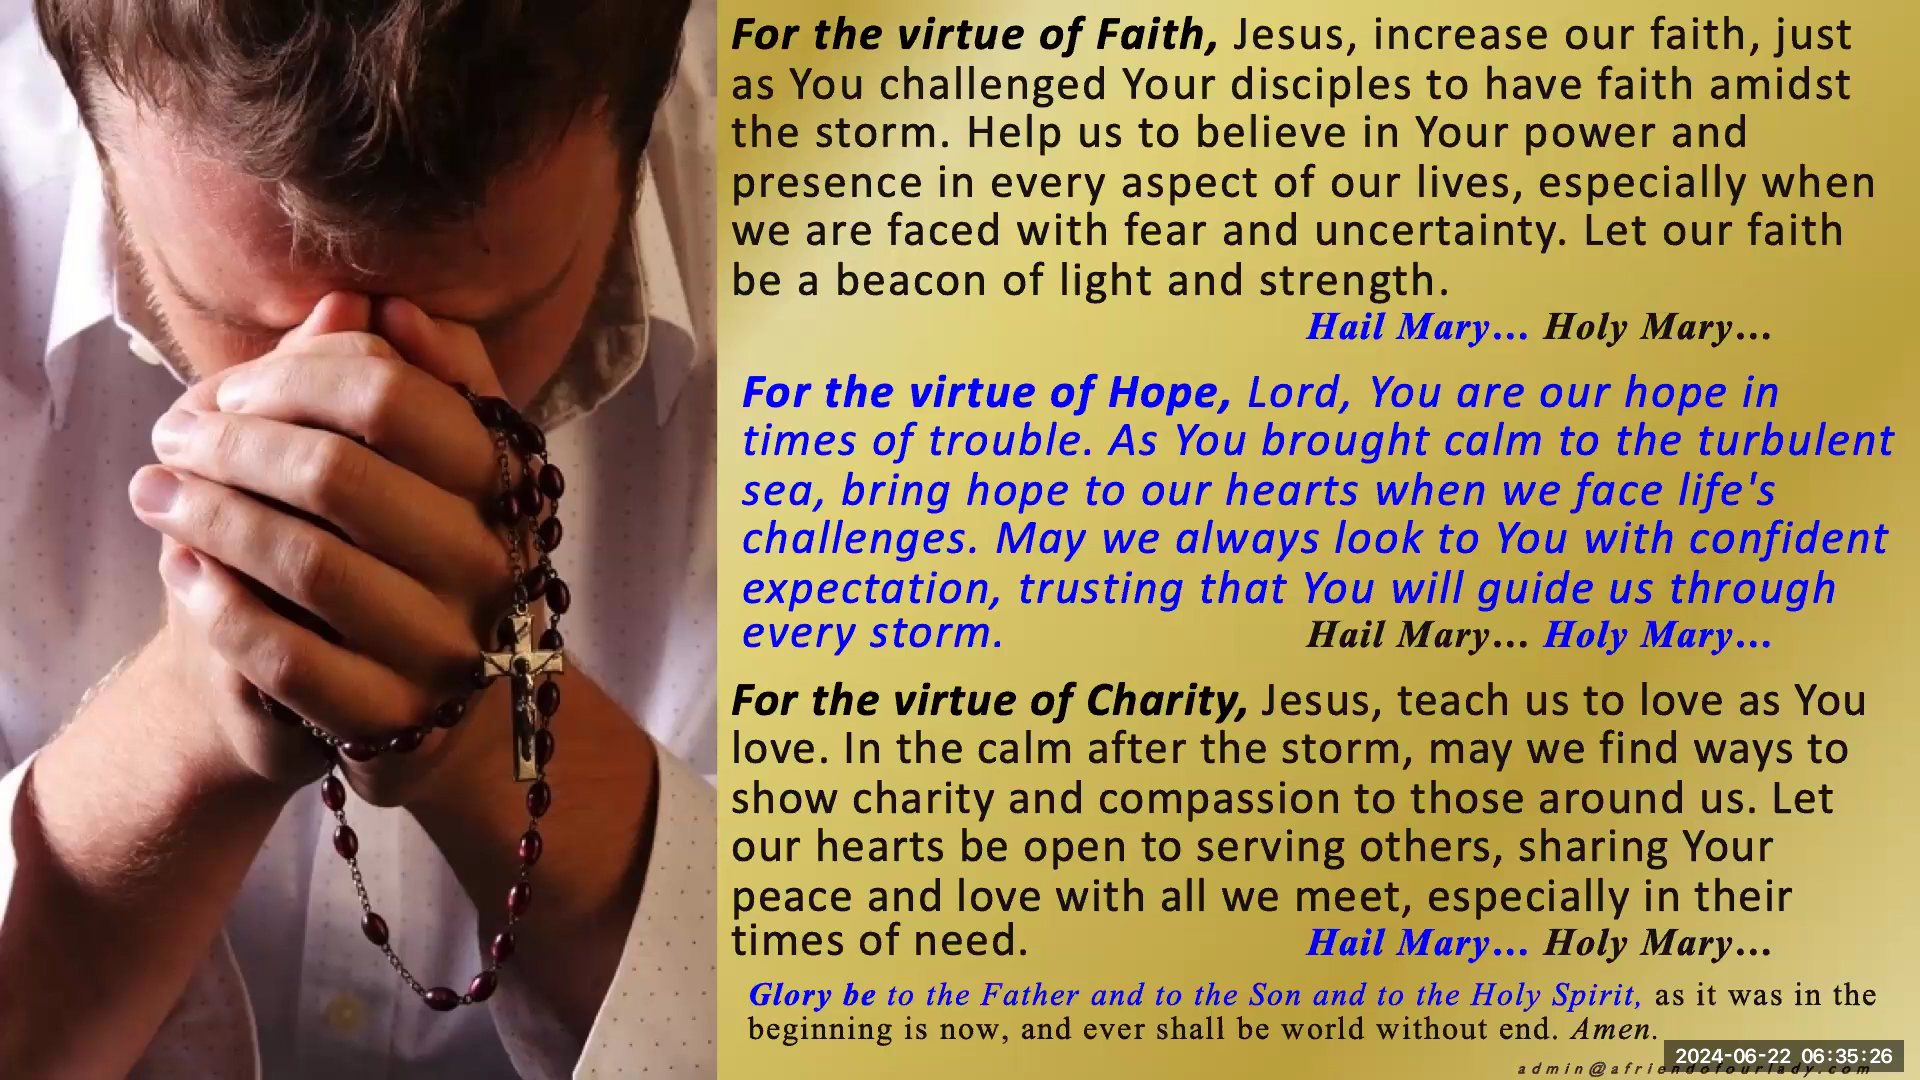 For the virtue of Faith, Jesus, increase our faith, just
as You challenged Your disciples to have faith amidst
the storm. Help us to believe in Your power and
presence in every aspect of our lives, especially when
we are faced with fear and uncertainty. Let our faith
be a beacon of light and strength.
Hail Mary... Holy Mary...
For the virtue of Hope, Lord, You are our hope in
times of trouble. As You brought calm to the turbulent
sea, bring hope to our hearts when we face life's
challenges. May we always look to You with confident
expectation, trusting that You will guide us through
every storm. Hail Mary... Holy Mary...
For the virtue of Charity, Jesus, teach us to love as You
love. In the calm after the storm, may we find ways to
show charity and compassion to those around us. Let
our hearts be open to serving others, sharing Your
peace and love with all we meet, especially in their
times of need. Hail Mary... Holy Mary...
Glory be to the Father and to the Son and to the Holy Spirit, as it was in the
beginning is now, and ever shall be world without end. Amen.
2024-06-22 06:35:26
admin@afriendofourlady.com